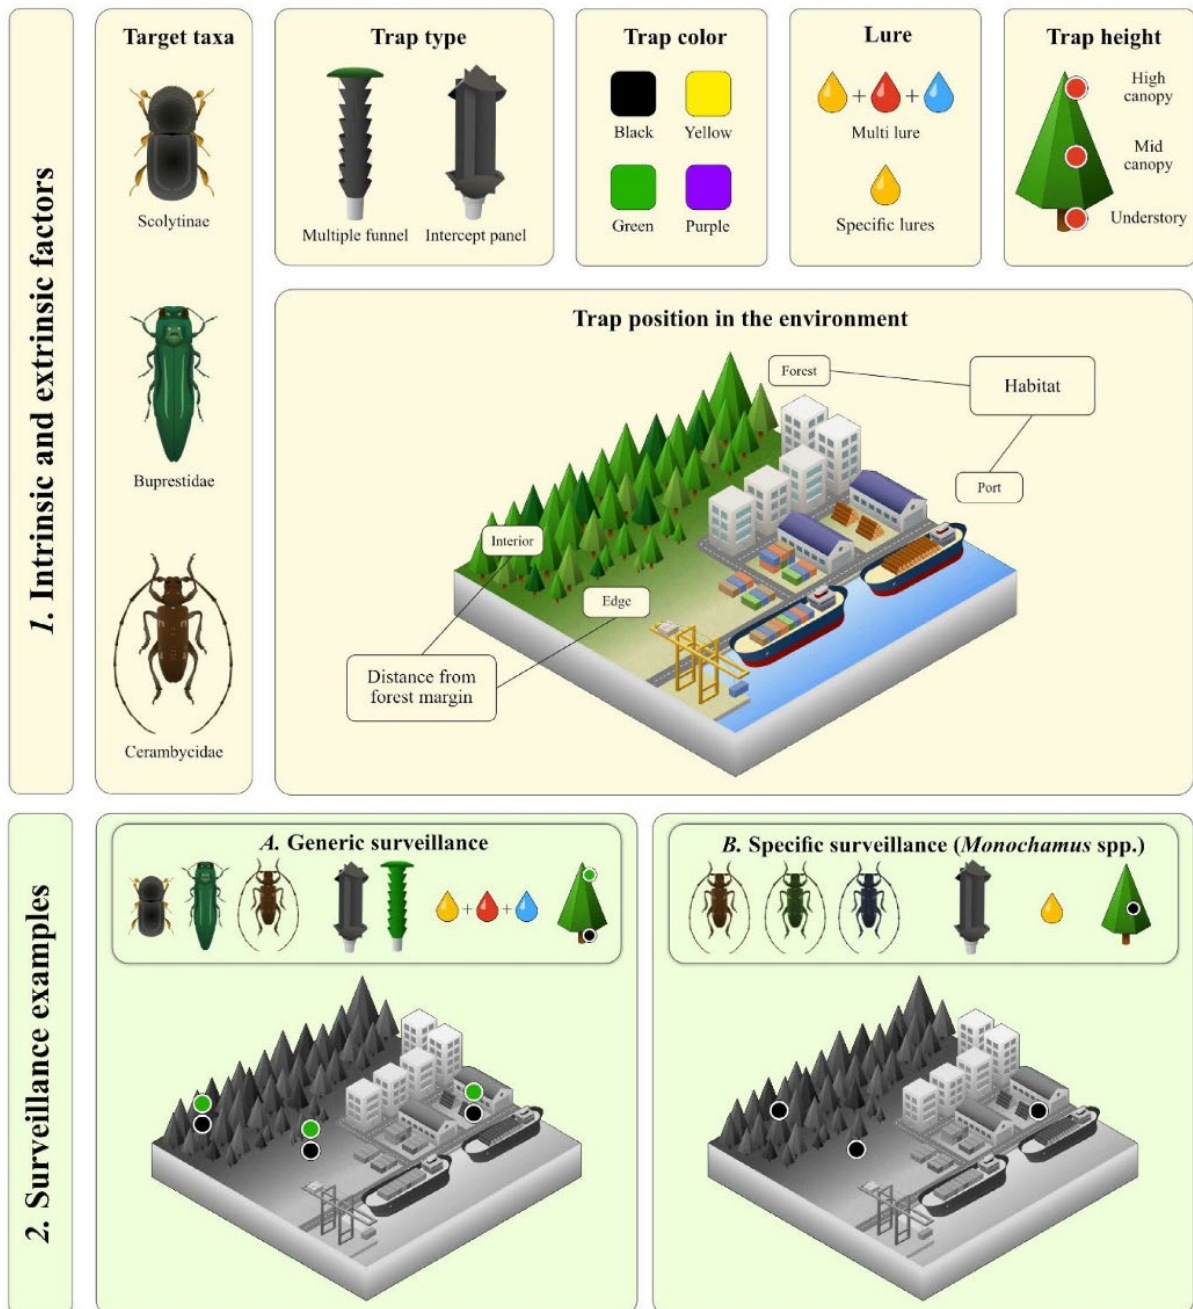 1. Intrinsic and extrinsic factors
Target taxa
Scolytinae
Buprestidae
Cerambycidae
Trap type
Multiple funnel
Intercept panel
Trap color
Black
Yellow
Green
Purple
Lure
Multi lure
Specific lures
Trap height
High
canopy
Mid
canopy
Understory
Trap position in the environment
Forest
Habitat
Port
Interior
Edge
Distance from
forest margin
2. Surveillance examples
A. Generic surveillance
B. Specific surveillance (Monochamus spp.)